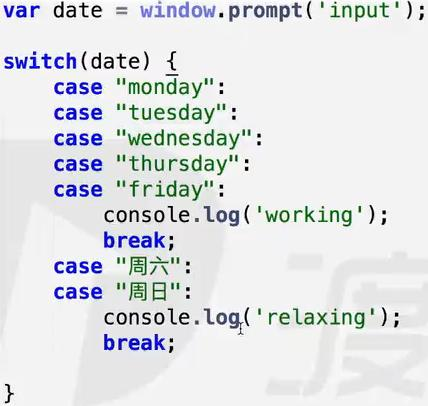 var date = window.prompt('input');
switch(date) {
    case "monday":
    case "tuesday":
    case "wednesday":
    case "thursday":
    case "friday":
        console.log('working');
        break;
    case "周六":
    case "周日":
        console.log('relaxing');
        break;
}
渡